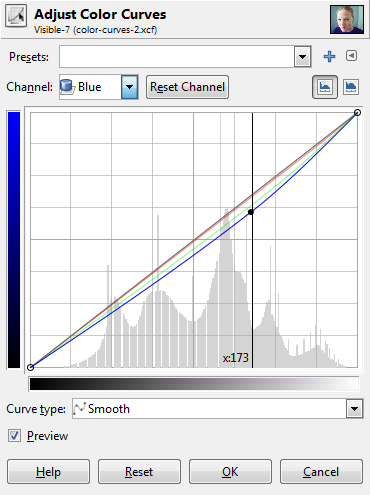 Adjust Color Curves
Visible-7 (color-curves-2.xcf)
Presets:
Channel: Blue Reset Channel
x:173
Curve type: Smooth
Preview
Help Reset OK Cancel